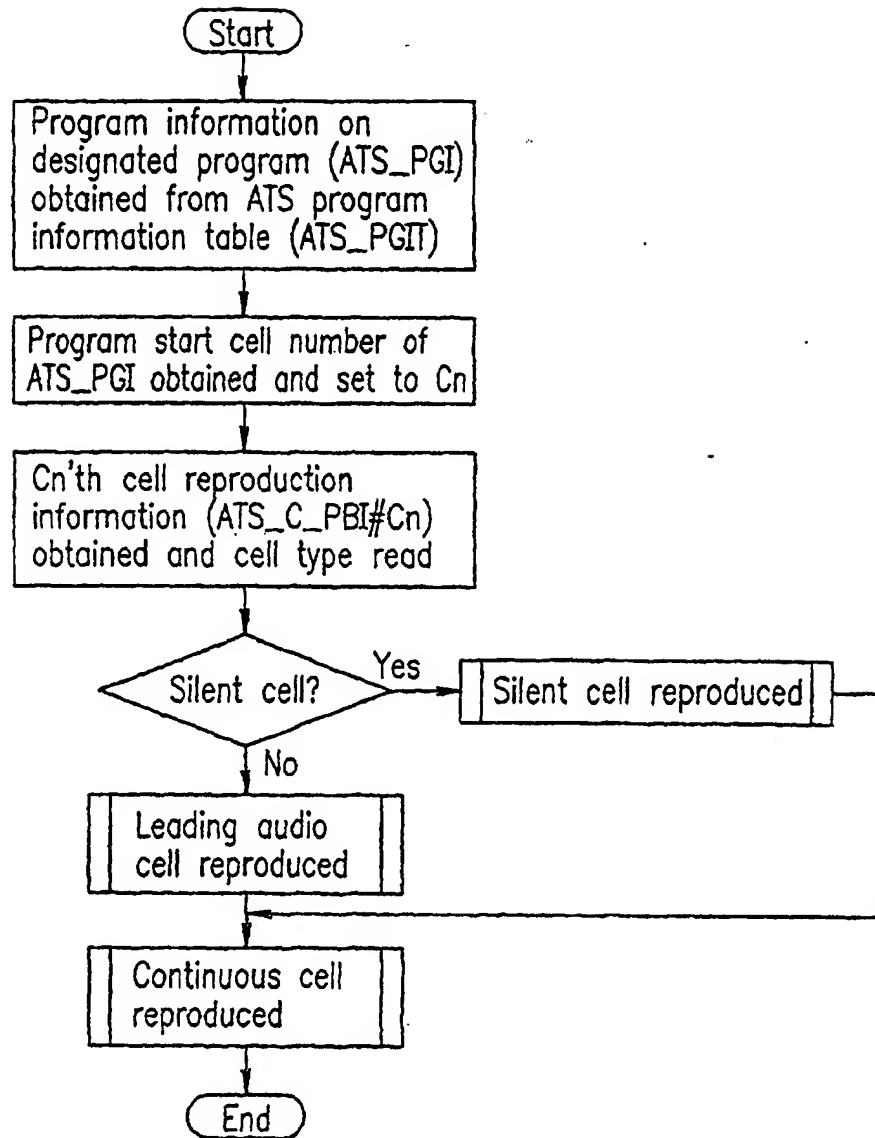 Start
Program information on
designated program (ATS_PGI)
obtained from ATS program
information table (ATS_PGIT)
Program start cell number of
ATS_PGI obtained and set to Cn
Cn'th cell reproduction
information (ATS_C_PBI#Cn)
obtained and cell type read
Silent cell?
Yes
Silent cell reproduced
No
Leading audio
cell reproduced
Continuous cell
reproduced
End